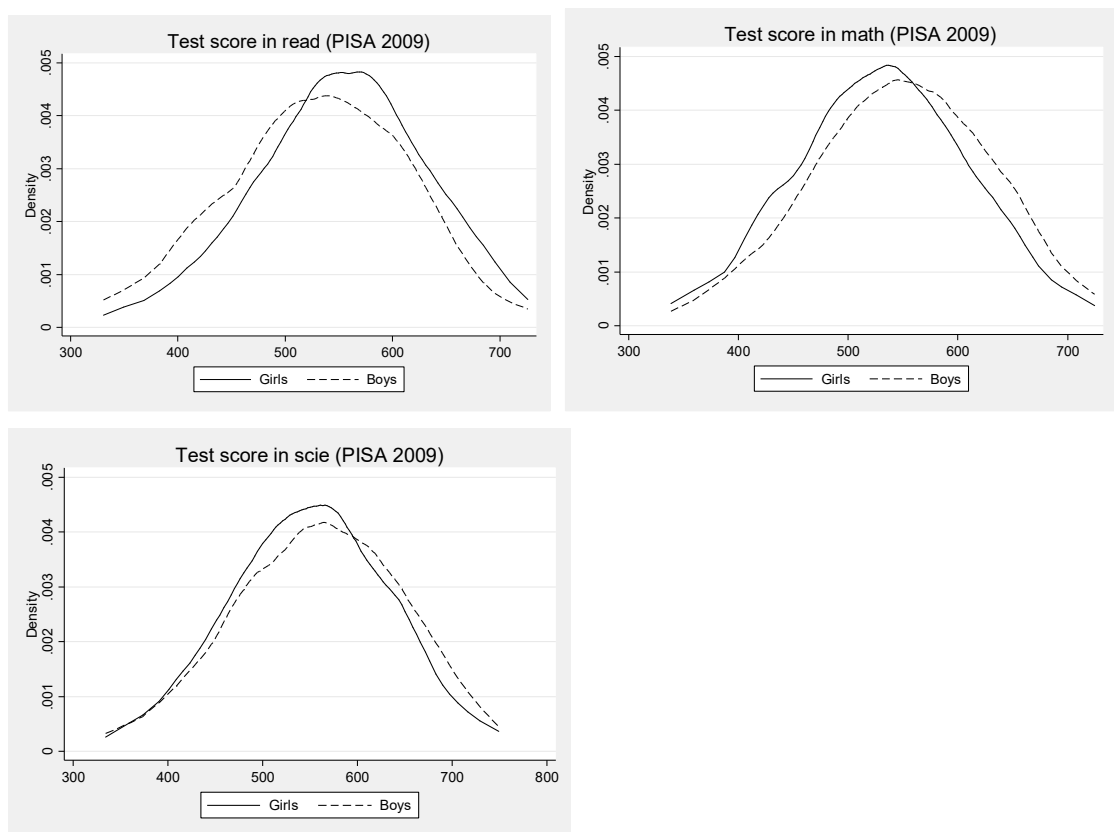 Test score in read (PISA 2009)
Density
0 .001 .002 .003 .004 .005
300 400 500 600 700
Girls Boys
Test score in math (PISA 2009)
Density
0 .001 .002 .003 .004 .005
300 400 500 600 700
Girls Boys
Test score in scie (PISA 2009)
Density
0 .001 .002 .003 .004 .005
300 400 500 600 700 800
Girls Boys